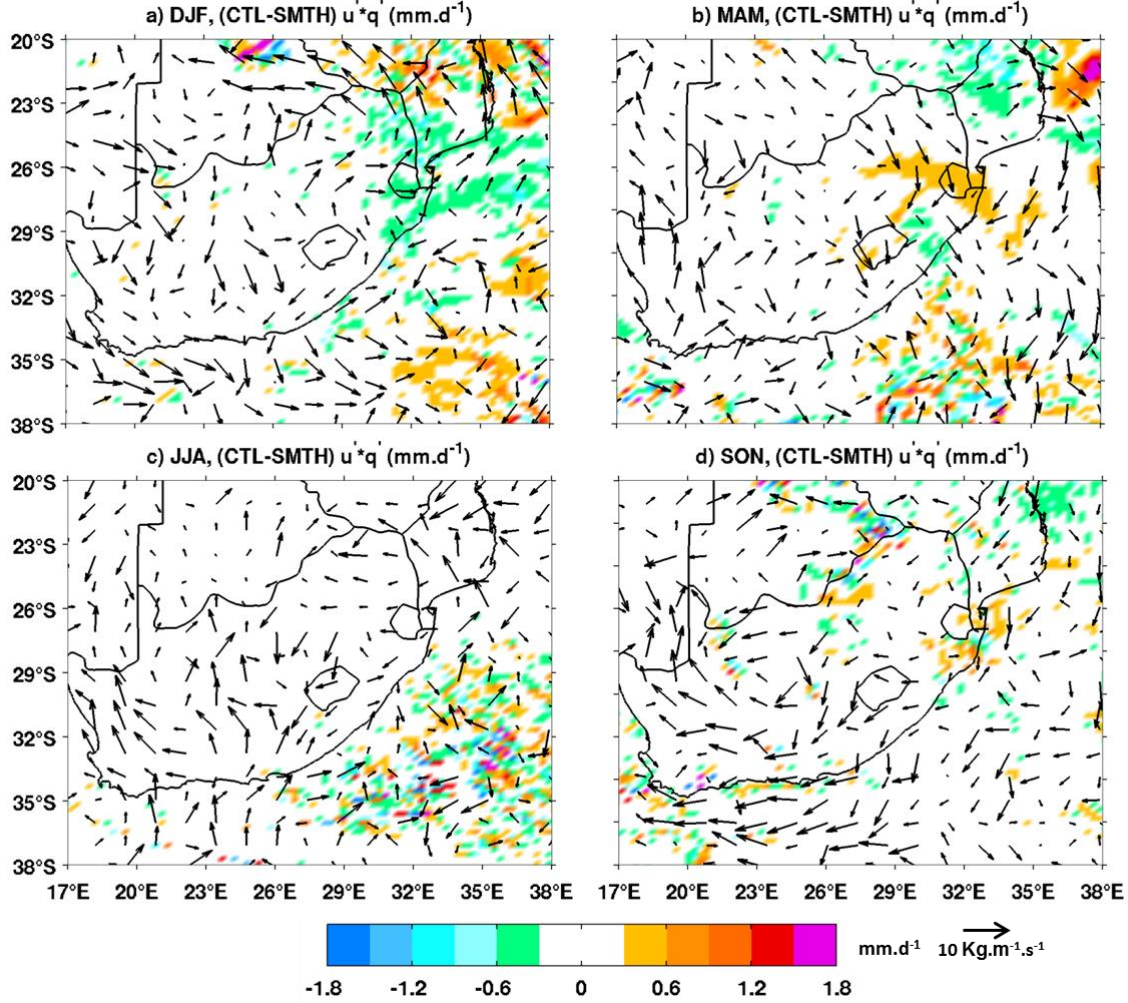 a) DJF, (CTL-SMTH) u'*q' (mm.d⁻¹)
b) MAM, (CTL-SMTH) u'*q' (mm.d⁻¹)
20°S
23°S
26°S
29°S
32°S
35°S
38°S
c) JJA, (CTL-SMTH) u'*q' (mm.d⁻¹)
d) SON, (CTL-SMTH) u'*q' (mm.d⁻¹)
20°S
23°S
26°S
29°S
32°S
35°S
38°S
17°E 20°E 23°E 26°E 29°E 32°E 35°E 38°E
17°E 20°E 23°E 26°E 29°E 32°E 35°E 38°E
mm.d⁻¹ 10 Kg.m⁻¹.s⁻¹
-1.8 -1.2 -0.6 0 0.6 1.2 1.8